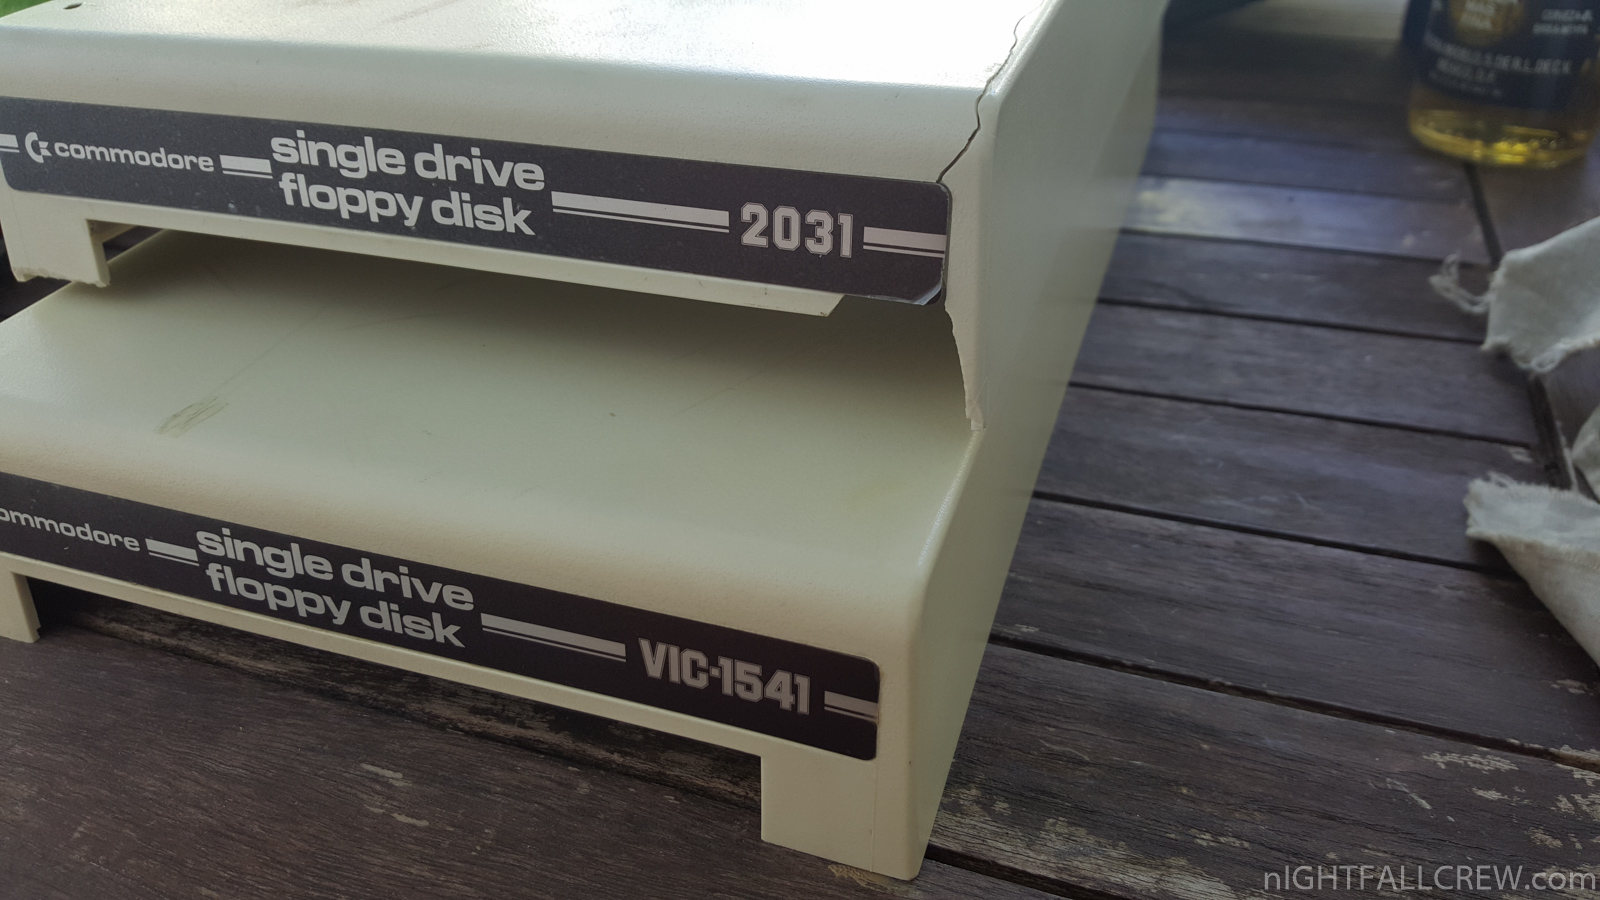 commodore
single drive
floppy disk
2031
ommodore
single drive
floppy disk
VIC-1541
nIGHTFALLCREW.com